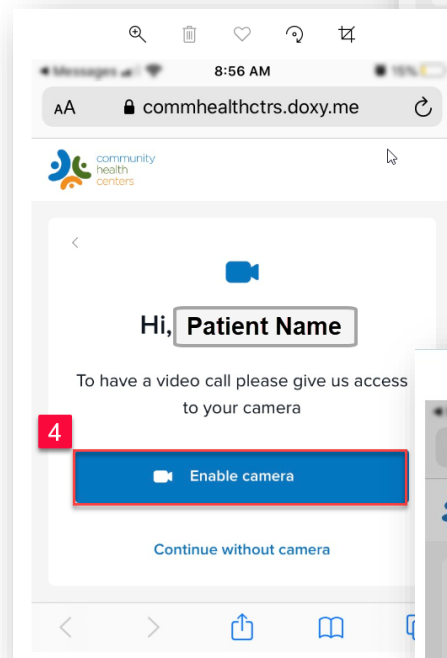 8:56 AM
AA commhealthctrs.doxy.me
community
health
centers
Hi, Patient Name
To have a video call please give us access
to your camera
4
Enable camera
Continue without camera